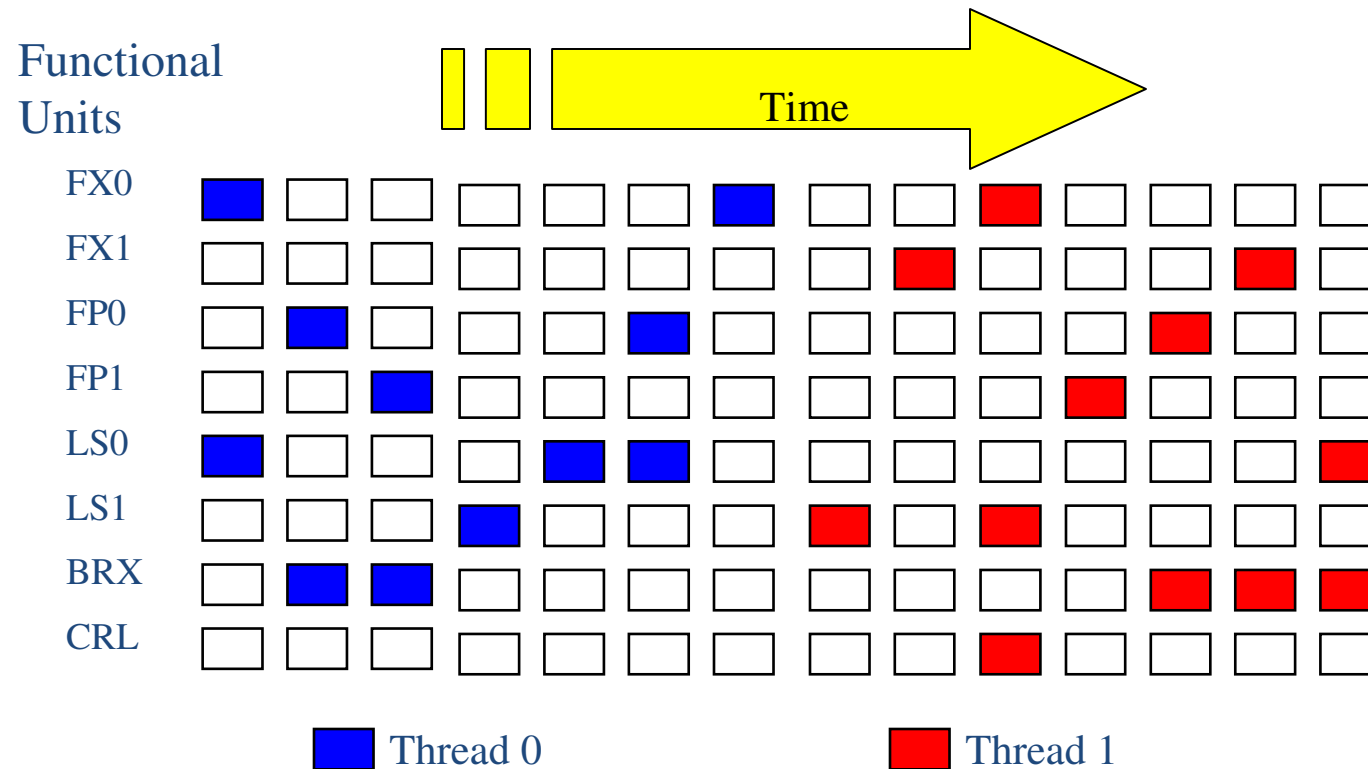 Functional
Units
Time
FX0
FX1
FP0
FP1
LS0
LS1
BRX
CRL
Thread 0
Thread 1